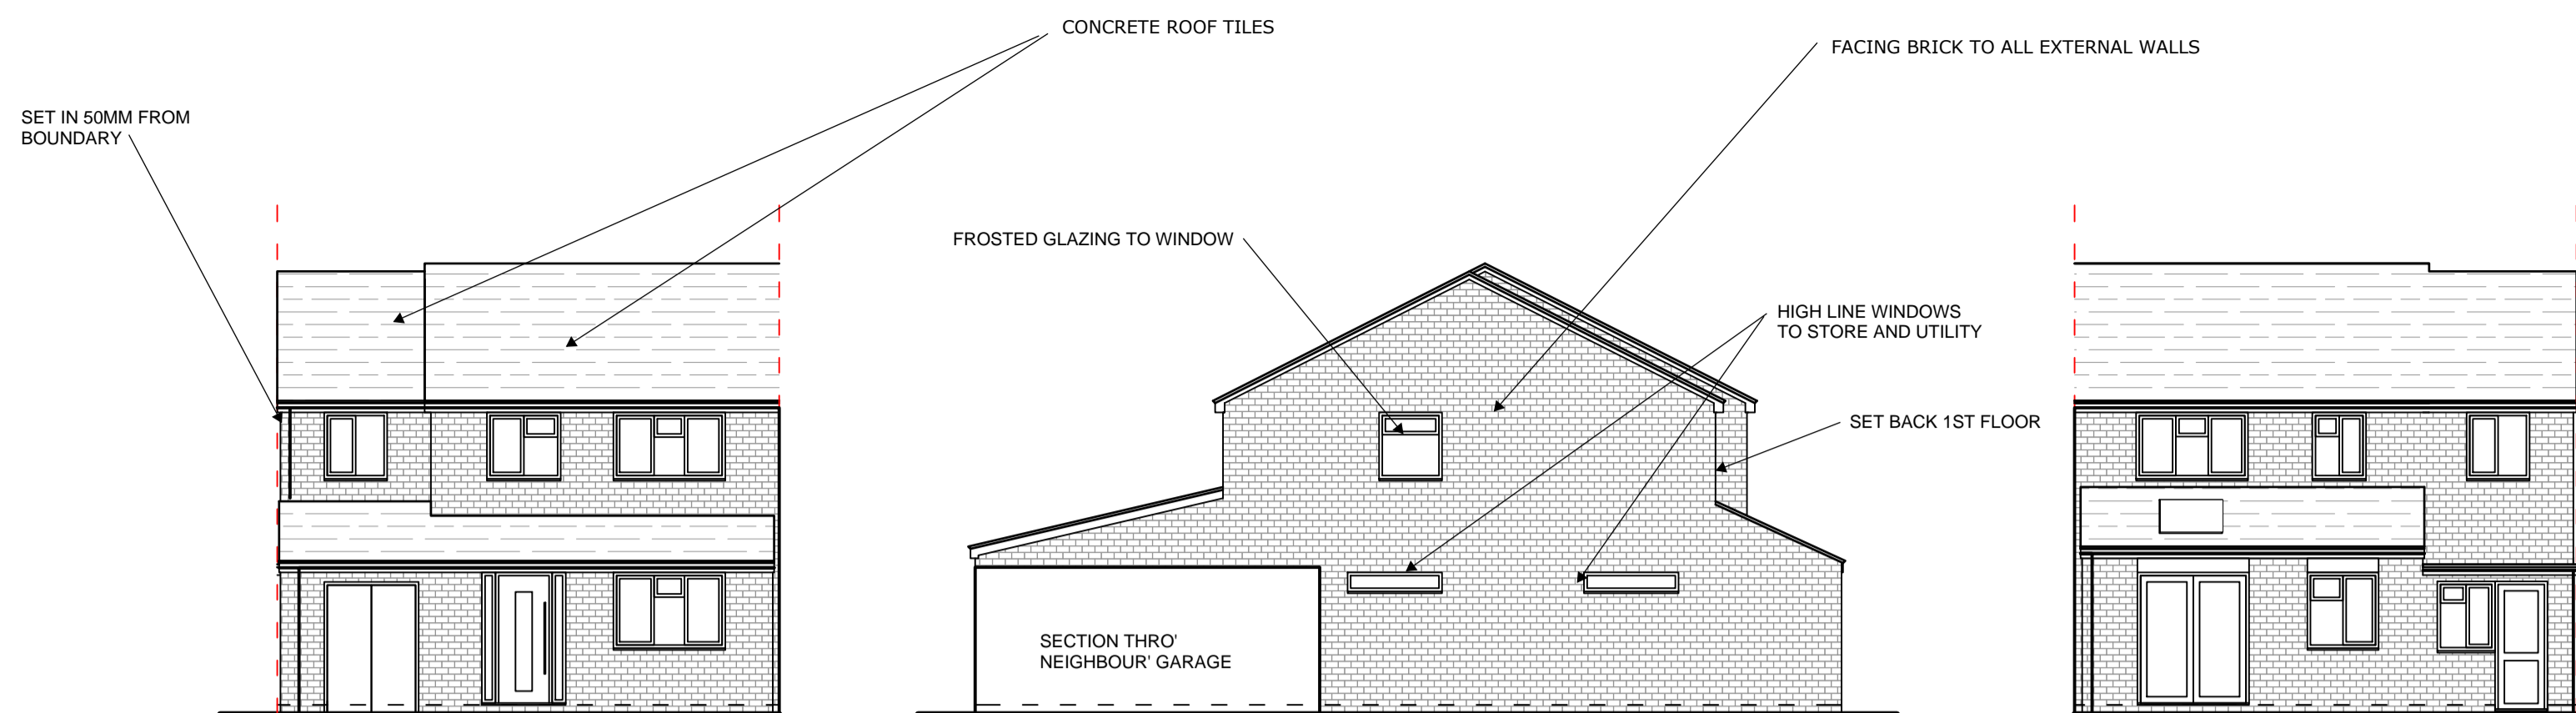 CONCRETE ROOF TILES
FACING BRICK TO ALL EXTERNAL WALLS
SET IN 50MM FROM
BOUNDARY
FROSTED GLAZING TO WINDOW
HIGH LINE WINDOWS
TO STORE AND UTILITY
SET BACK 1ST FLOOR
SECTION THRO'
NEIGHBOUR' GARAGE